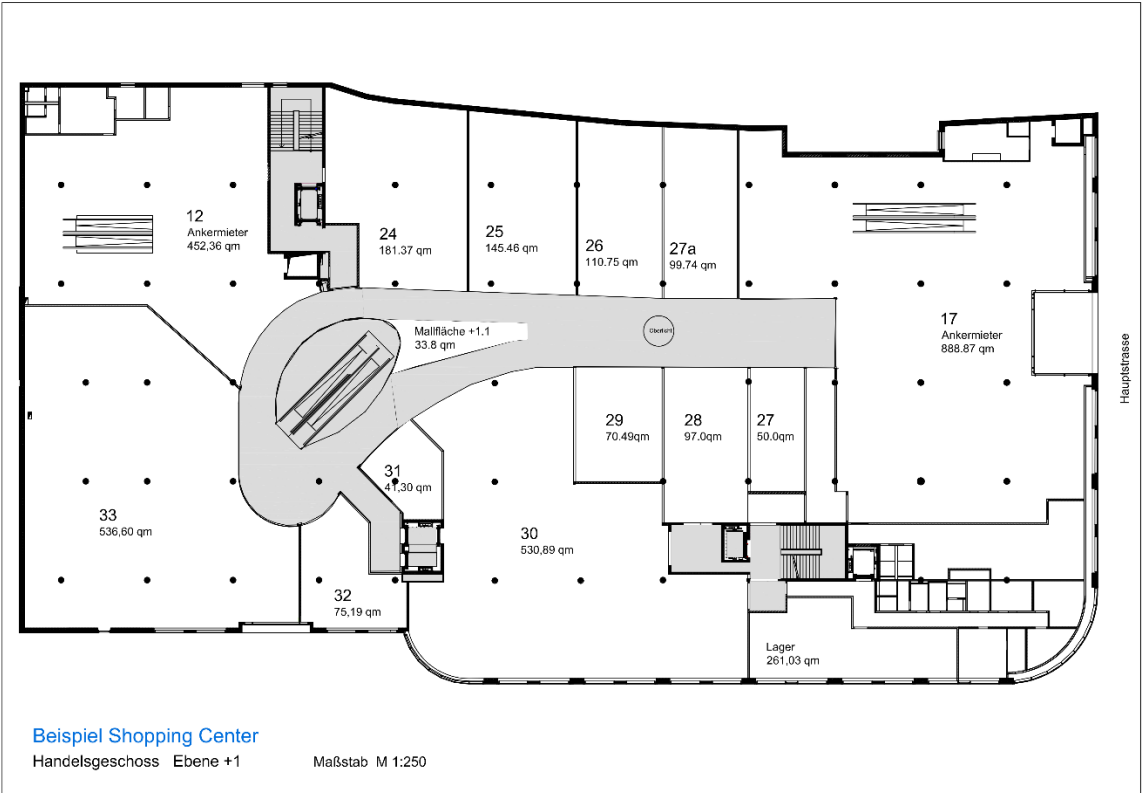 12
Ankermieter
452,36 qm
24
181.37 qm
25
145.46 qm
26
110.75 qm
27a
99.74 qm
Mallfläche +1.1
33.8 qm
Oberlicht
17
Ankermieter
888.87 qm
Hauptstrasse
29
70.49qm
28
97.0qm
27
50.0qm
31
41,30 qm
33
536,60 qm
30
530,89 qm
32
75,19 qm
Lager
261,03 qm
Beispiel Shopping Center
Handelsgeschoss Ebene +1 Maßstab M 1:250